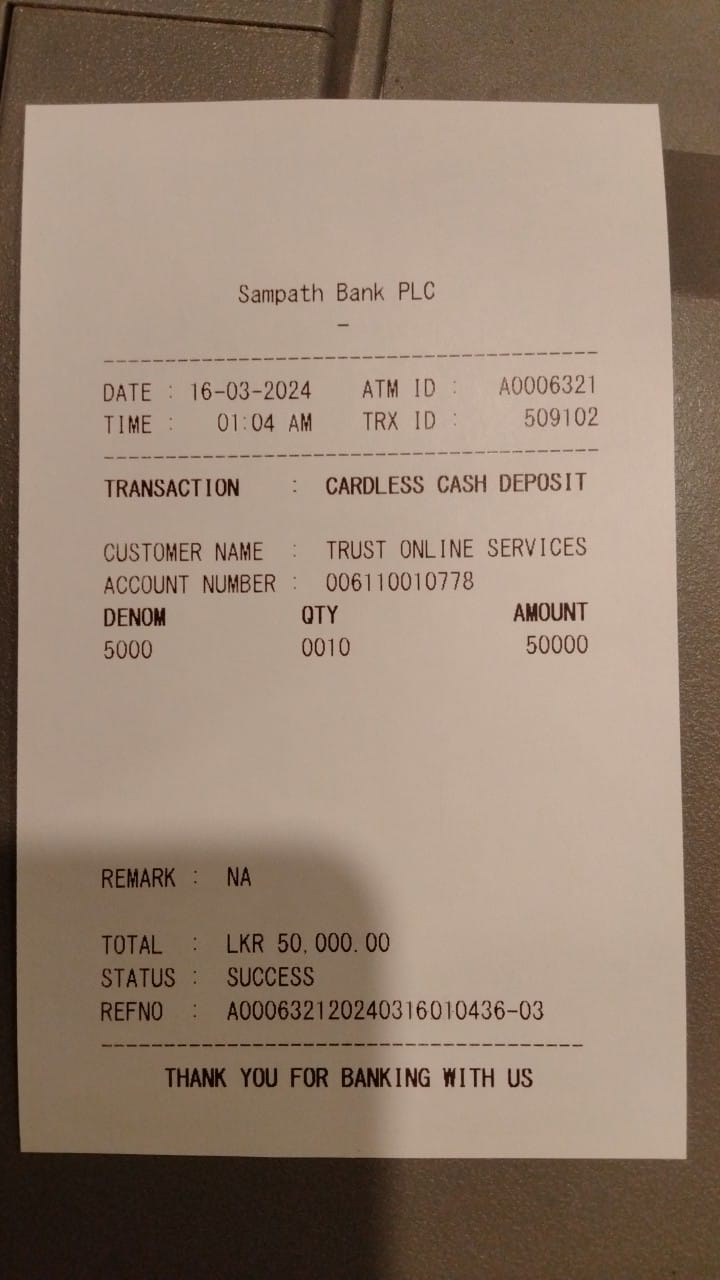 Sampath Bank PLC
-
DATE : 16-03-2024 ATM ID : A0006321
TIME : 01:04 AM TRX ID : 509102
TRANSACTION : CARDLESS CASH DEPOSIT
CUSTOMER NAME : TRUST ONLINE SERVICES
ACCOUNT NUMBER : 006110010778
DENOM QTY AMOUNT
5000 0010 50000
REMARK : NA
TOTAL : LKR 50,000.00
STATUS : SUCCESS
REFNO : A000632120240316010436-03
THANK YOU FOR BANKING WITH US